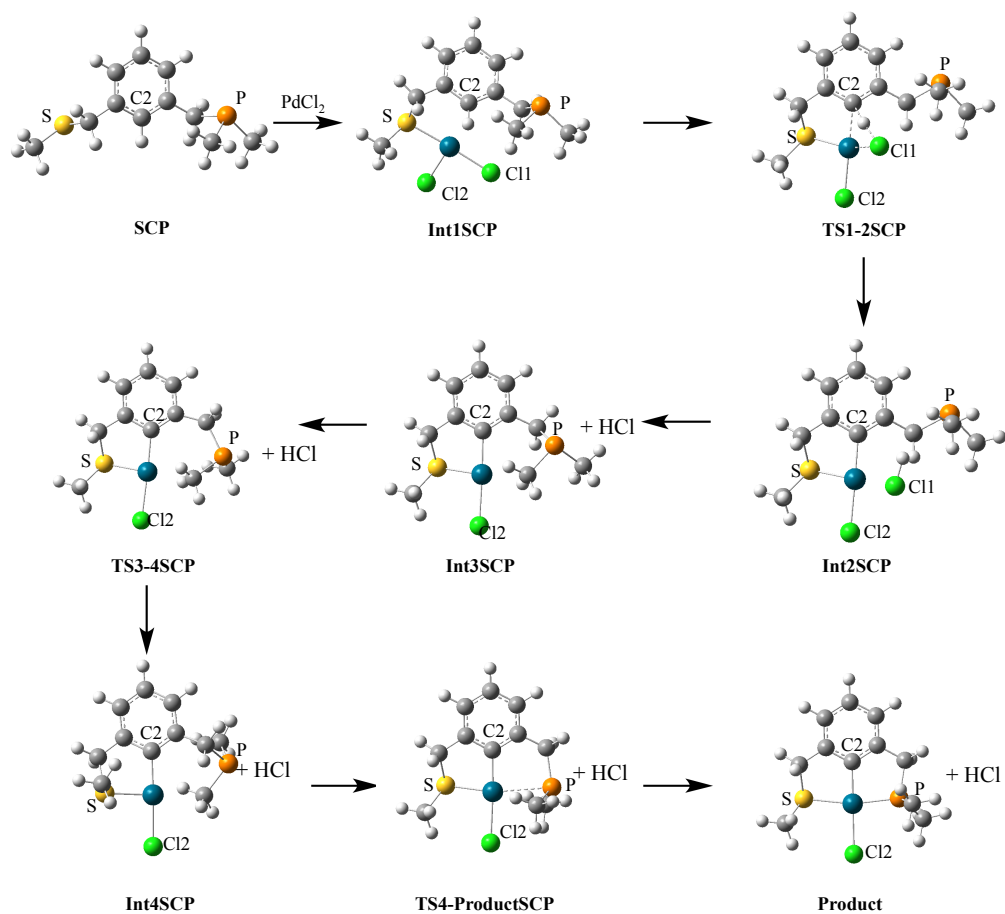 S
C2
P
PdCl2
SCP
S
C2
P
Cl1
Cl2
Int1SCP
C2
P
S
Cl1
Cl2
TS1-2SCP
C2
P
S
+ HCl
Cl2
TS3-4SCP
C2
P
+ HCl
S
Cl2
Int3SCP
C2
P
S
Cl1
Cl2
Int2SCP
C2
P
+ HCl
S
Cl2
Int4SCP
C2
+ HCl
S
P
Cl2
TS4-ProductSCP
C2
+ HCl
S
P
Cl2
Product